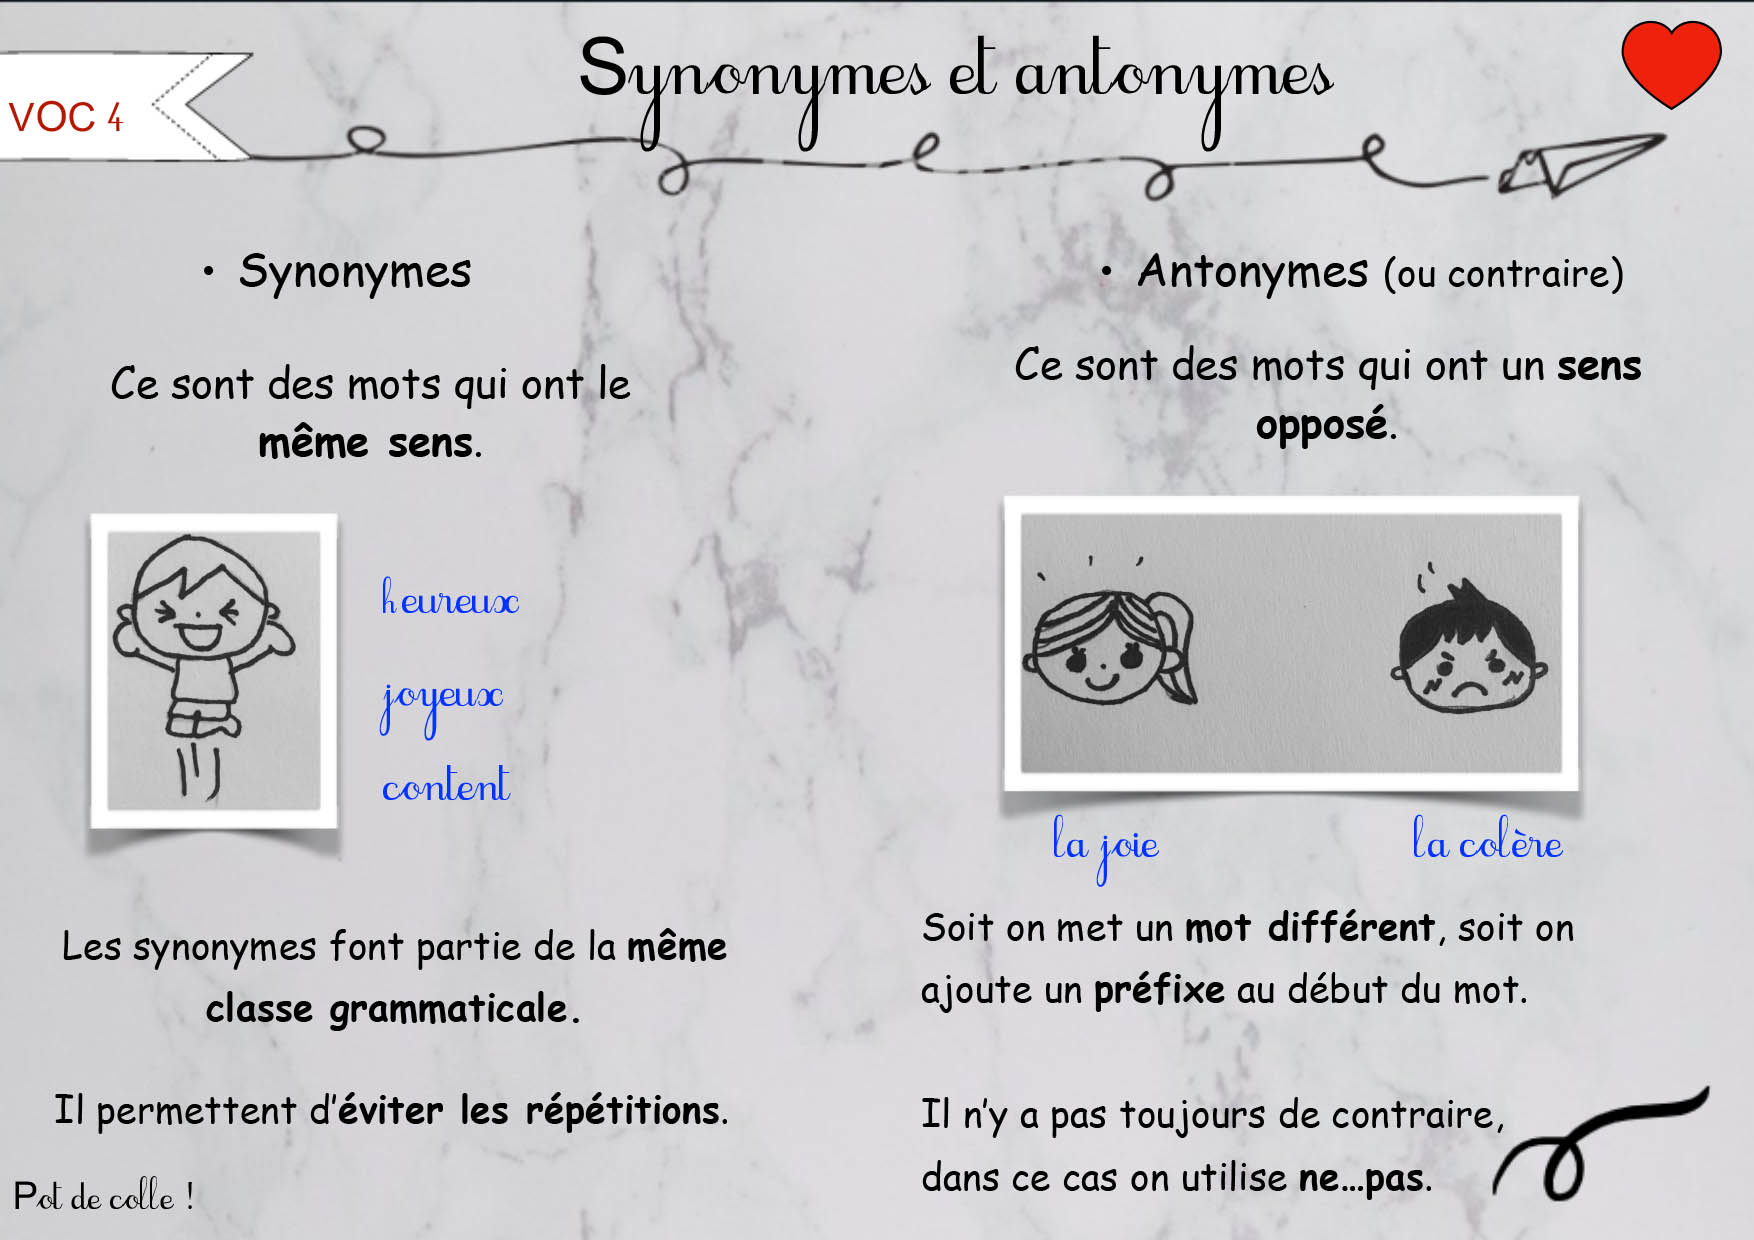 Synonymes et antonymes
VOC 4
• Synonymes
Ce sont des mots qui ont le
même sens.
heureux
joyeux
content
Les synonymes font partie de la même
classe grammaticale.
Il permettent d'éviter les répétitions.
Pot de colle !
• Antonymes (ou contraire)
Ce sont des mots qui ont un sens
opposé.
la joie
la colère
Soit on met un mot différent, soit on
ajoute un préfixe au début du mot.
Il n'y a pas toujours de contraire,
dans ce cas on utilise ne...pas.